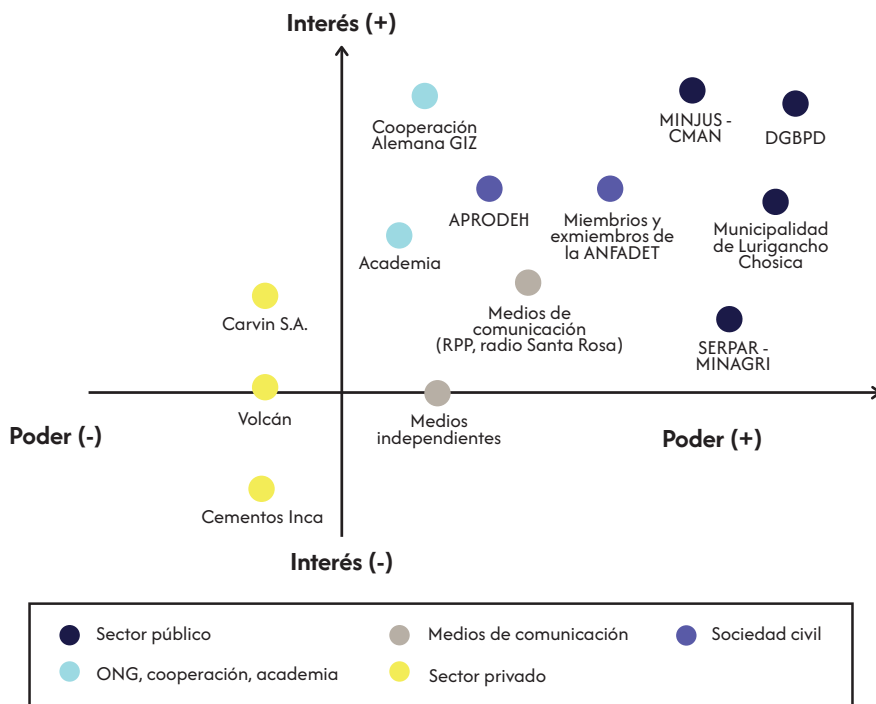 Interés (+)
Cooperación
Alemana GIZ
MINJUS -
CMAN
DGBPD
APRODEH
Miembrios y
exmiembros de
la ANFADET
Municipalidad
de Lurigancho
Chosica
Academia
Carvin S.A.
Medios de
comunicación
(RPP, radio Santa Rosa)
SERPAR -
MINAGRI
Volcán
Medios
independientes
Poder (-)
Poder (+)
Cementos Inca
Interés (-)
Sector público
Medios de comunicación
Sociedad civil
ONG, cooperación, academia
Sector privado